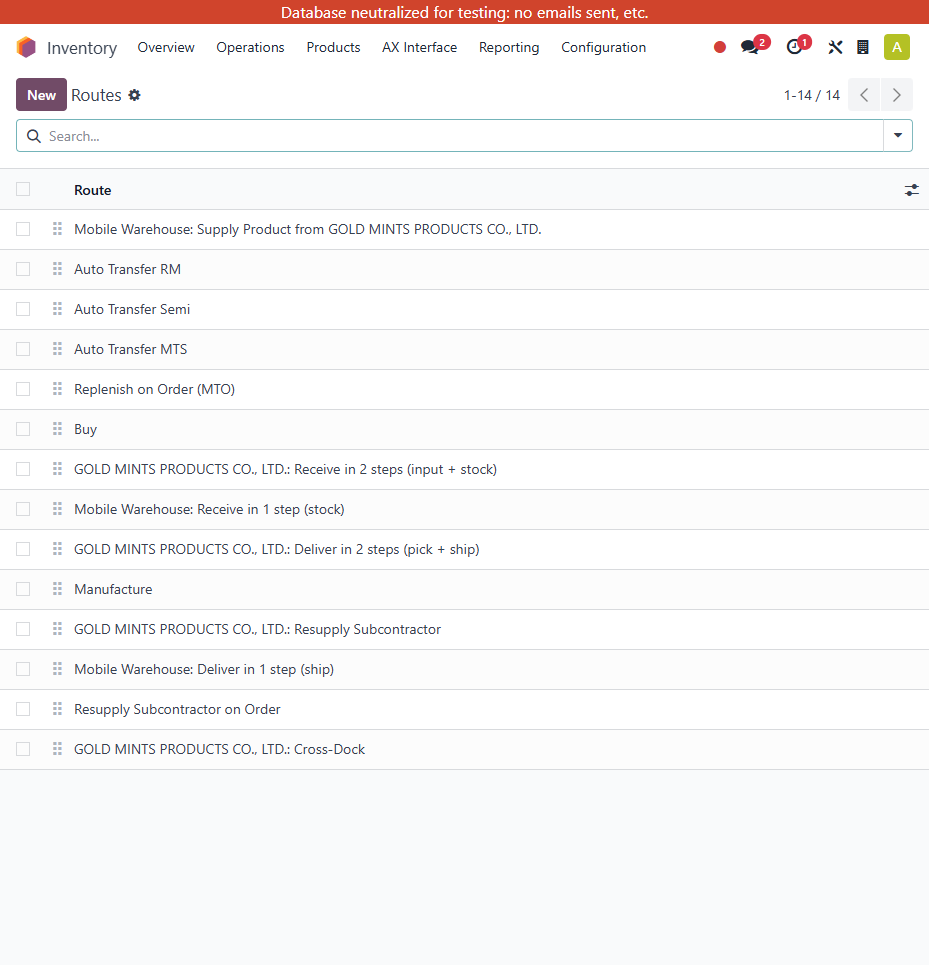 Database neutralized for testing: no emails sent, etc.
Inventory Overview Operations Products AX Interface Reporting Configuration 2 1 A
New Routes 1-14 / 14
Search...
Route
Mobile Warehouse: Supply Product from GOLD MINTS PRODUCTS CO., LTD.
Auto Transfer RM
Auto Transfer Semi
Auto Transfer MTS
Replenish on Order (MTO)
Buy
GOLD MINTS PRODUCTS CO., LTD.: Receive in 2 steps (input + stock)
Mobile Warehouse: Receive in 1 step (stock)
GOLD MINTS PRODUCTS CO., LTD.: Deliver in 2 steps (pick + ship)
Manufacture
GOLD MINTS PRODUCTS CO., LTD.: Resupply Subcontractor
Mobile Warehouse: Deliver in 1 step (ship)
Resupply Subcontractor on Order
GOLD MINTS PRODUCTS CO., LTD.: Cross-Dock